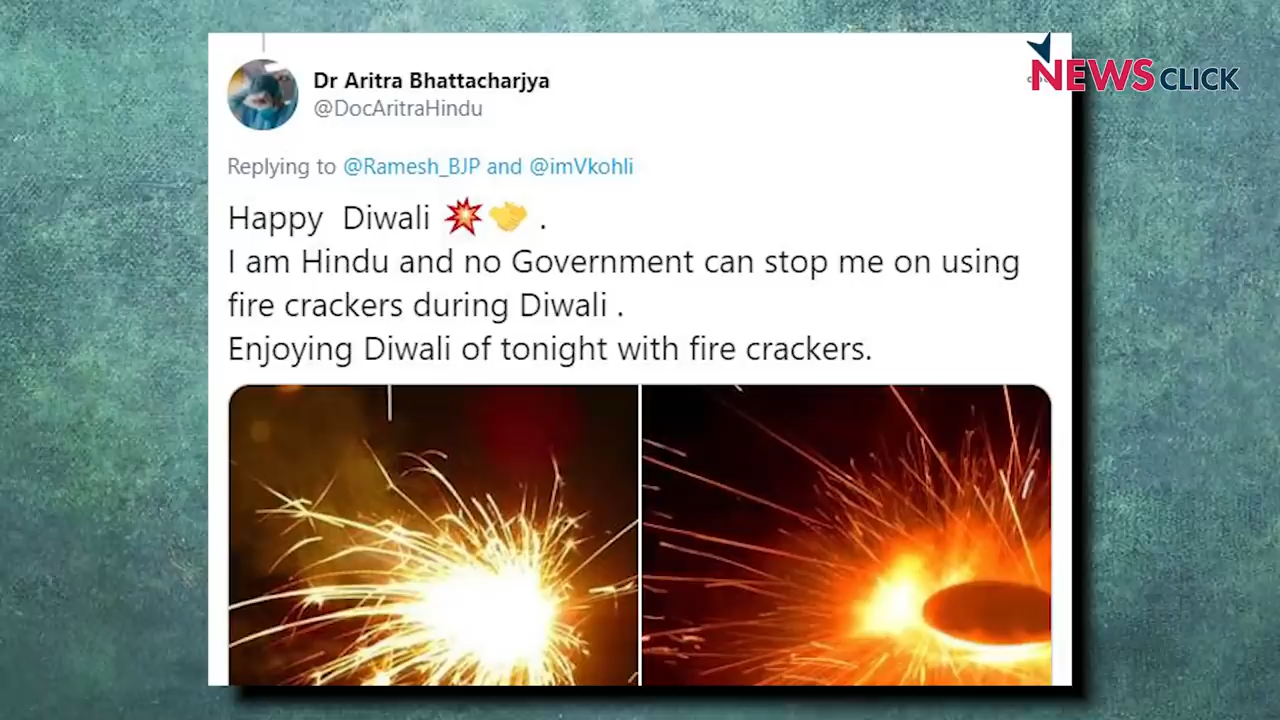 NEWSCLICK
Dr Aritra Bhattacharjya
@DocAritraHindu
Replying to @Ramesh_BJP and @imVkohli
Happy Diwali 💥🤝 .
I am Hindu and no Government can stop me on using
fire crackers during Diwali .
Enjoying Diwali of tonight with fire crackers.